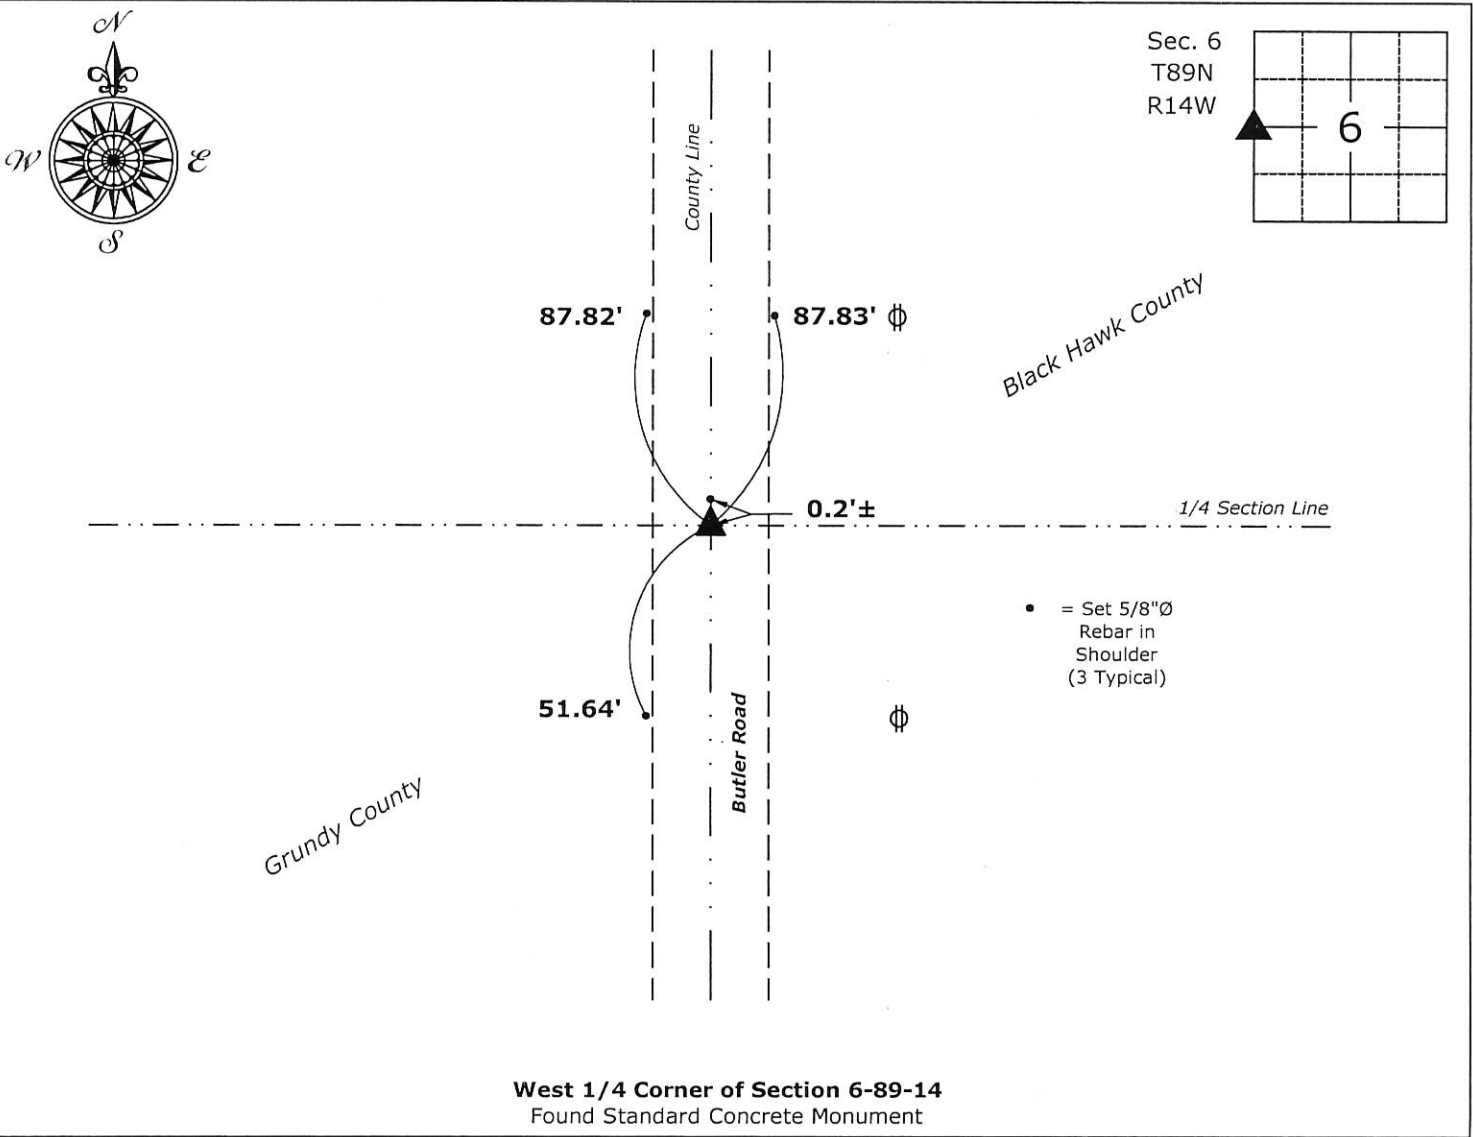 N
W
E
S
Sec. 6
T89N
R14W
6
County Line
87.82'
87.83'
Black Hawk County
0.2'±
1/4 Section Line
• = Set 5/8"Ø
Rebar in
Shoulder
(3 Typical)
51.64'
Butler Road
Grundy County
West 1/4 Corner of Section 6-89-14
Found Standard Concrete Monument